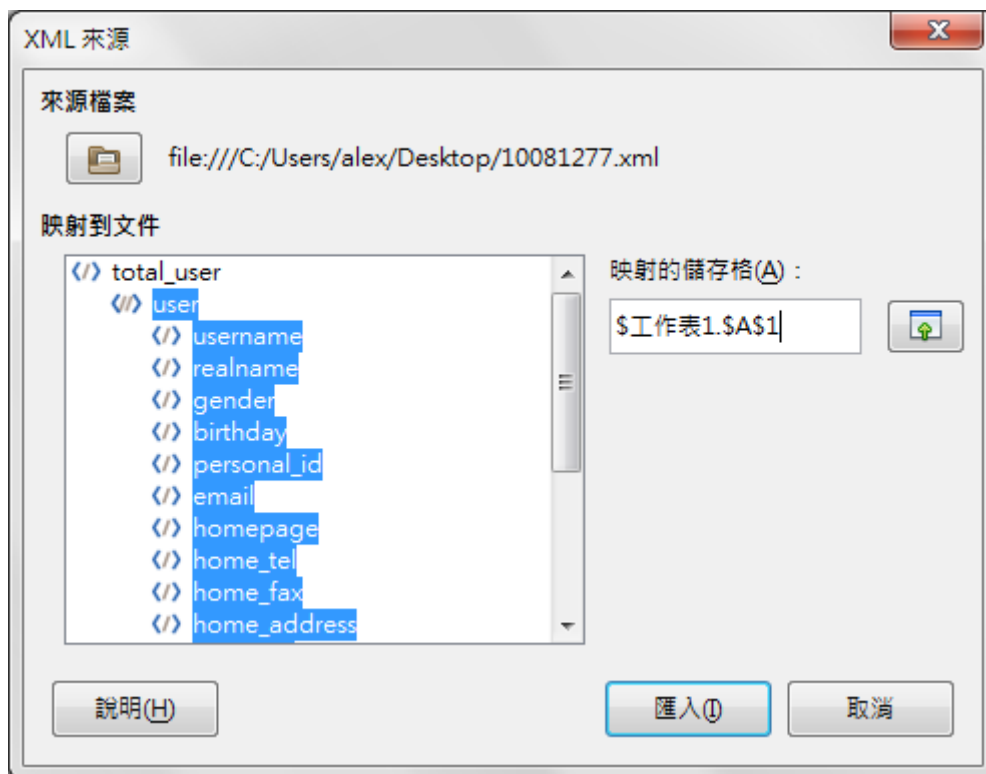 XML 來源
來源檔案
file:///C:/Users/alex/Desktop/10081277.xml
映射到文件
total_user
user
username
realname
gender
birthday
personal_id
email
homepage
home_tel
home_fax
home_address
映射的儲存格(A)：
$工作表1.$A$1
說明(H)
匯入(I)
取消